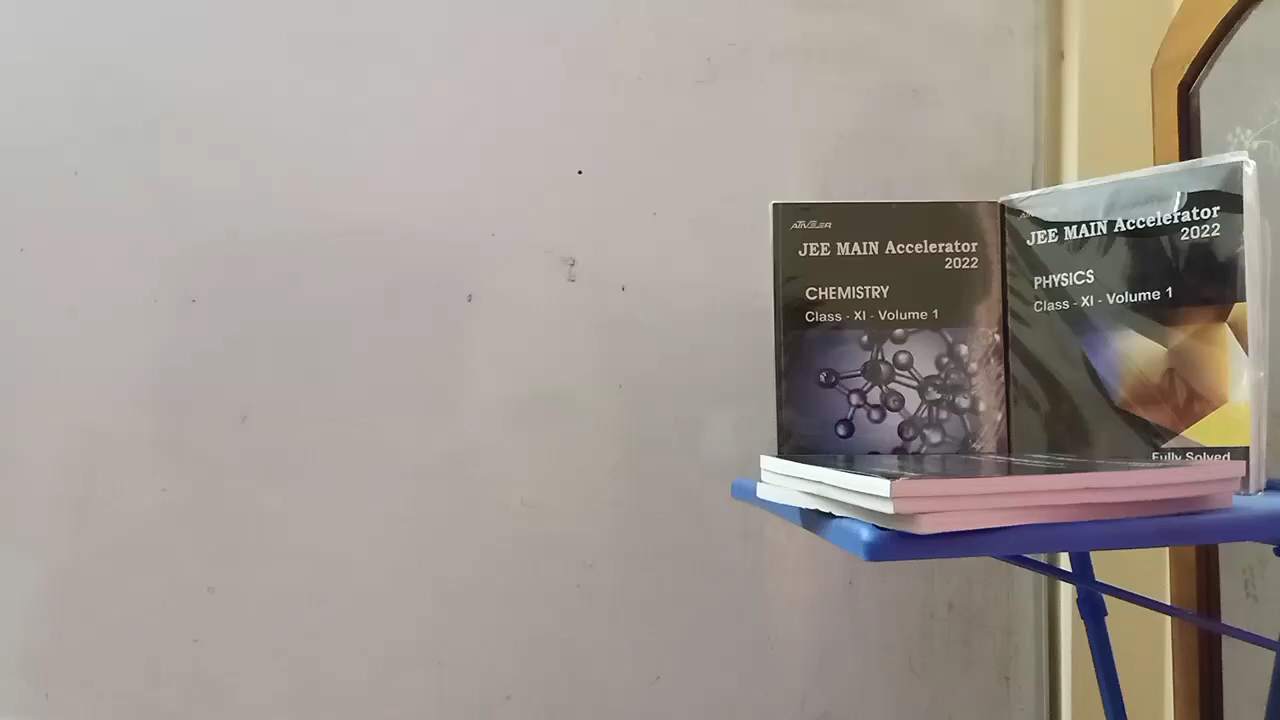 JEE MAIN Accelerator
2022
CHEMISTRY
Class - XI - Volume 1
JEE MAIN Accelerator
2022
PHYSICS
Class - XI - Volume 1
Fully Solved